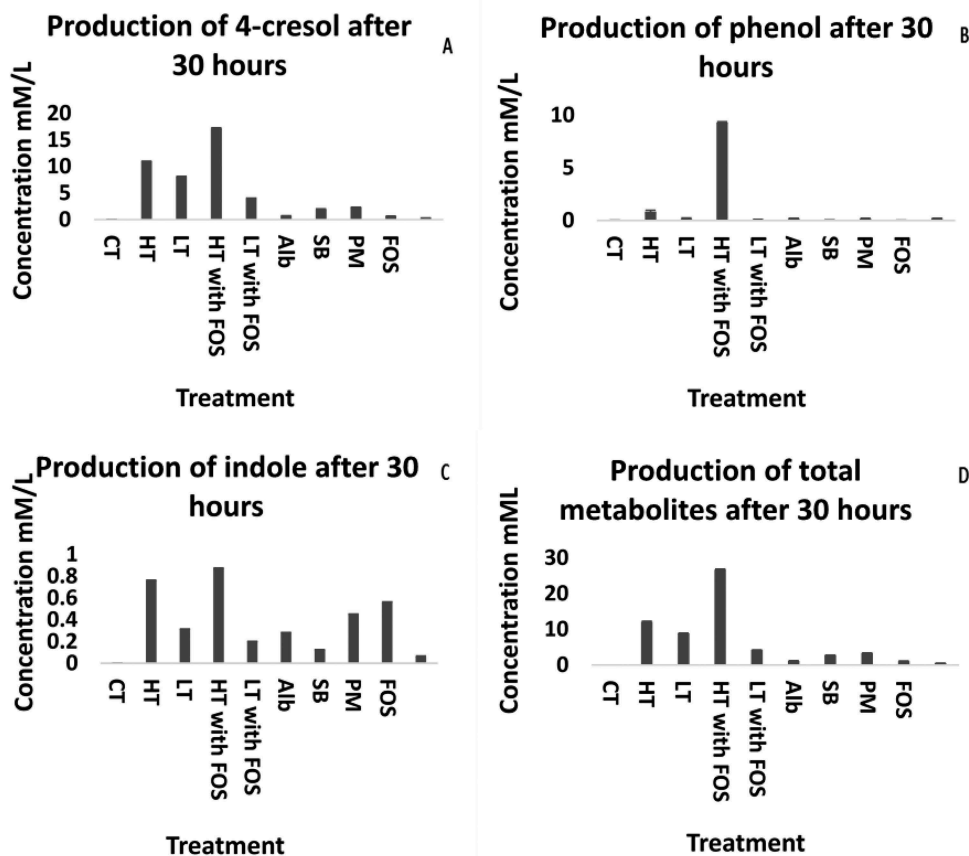 Production of 4-cresol after
30 hours
A
Concentration mM/L
20
15
10
5
0
CT
HT
LT
HT with FOS
LT with FOS
Alb
SB
PM
FOS
Treatment
Production of phenol after 30
hours
B
Concentration mM/L
10
5
0
CT
HT
LT
HT with FOS
LT with FOS
Alb
SB
PM
FOS
Treatment
Production of indole after 30
hours
C
Concentration mM/L
1
0.8
0.6
0.4
0.2
0
CT
HT
LT
HT with FOS
LT with FOS
Alb
SB
PM
FOS
Treatment
Production of total
metabolites after 30 hours
D
Concentration mML
30
20
10
0
CT
HT
LT
HT with FOS
LT with FOS
Alb
SB
PM
FOS
Treatment